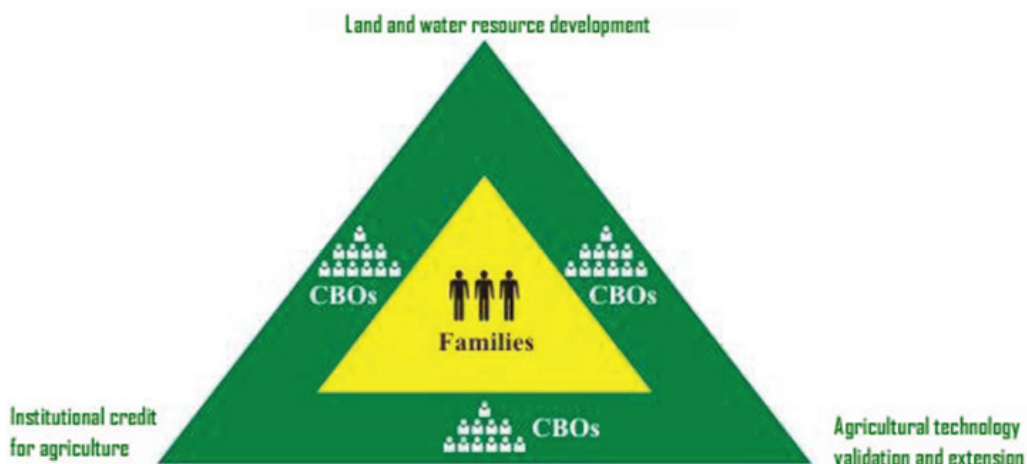 Land and water resource development
CBOs
CBOs
Families
CBOs
Institutional credit
for agriculture
Agricultural technology
validation and extension